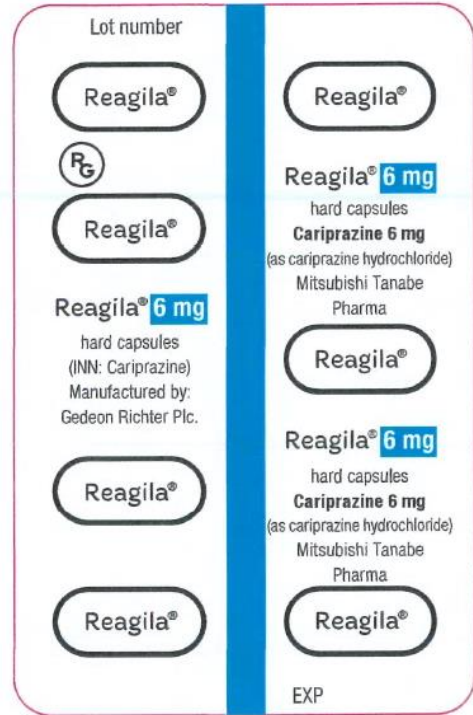 Lot number
Reagila®
RG
Reagila®
Reagila® 6 mg
hard capsules
(INN: Cariprazine)
Manufactured by:
Gedeon Richter Plc.
Reagila®
Reagila®
Reagila®
Reagila® 6 mg
hard capsules
Cariprazine 6 mg
(as cariprazine hydrochloride)
Mitsubishi Tanabe
Pharma
Reagila®
Reagila® 6 mg
hard capsules
Cariprazine 6 mg
(as cariprazine hydrochloride)
Mitsubishi Tanabe
Pharma
Reagila®
EXP